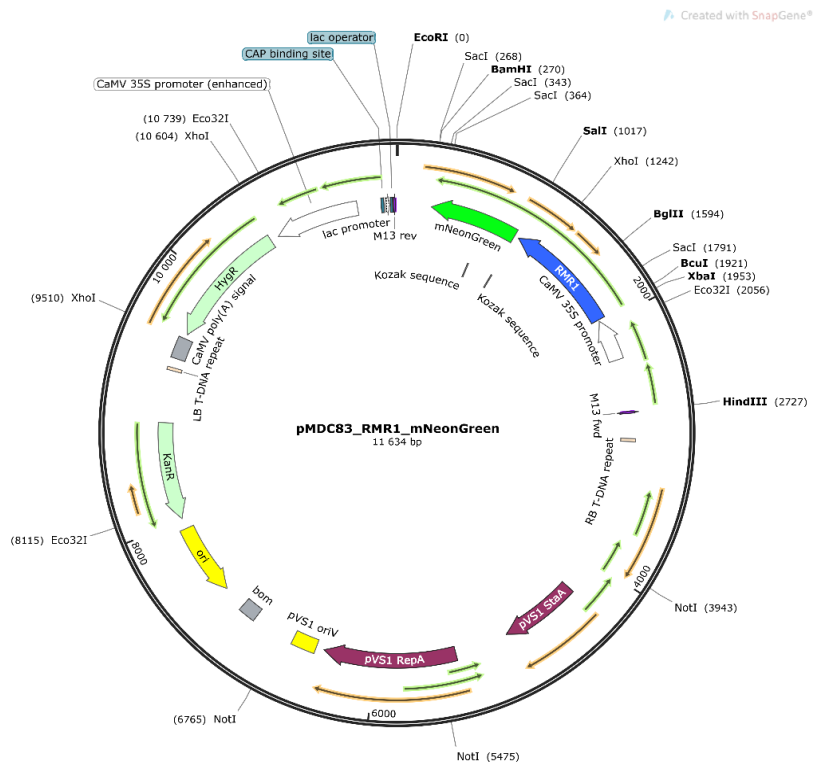 Created with SnapGene®
lac operator
EcoRI (0)
CAP binding site
SacI (268)
BamHI (270)
SacI (343)
SacI (364)
CaMV 35S promoter (enhanced)
(10 739) Eco32I
(10 604) XhoI
SalI (1017)
XhoI (1242)
BglII (1594)
SacI (1791)
BcuI (1921)
XbaI (1953)
Eco32I (2056)
2000
lac promoter
M13 rev
mNeonGreen
Kozak sequence
Kozak sequence
RMR1
CaMV 35S promoter
10 000
HygR
CaMV poly(A) signal
LB T-DNA repeat
(9510) XhoI
HindIII (2727)
M13 fwd
RB T-DNA repeat
pMDC83_RMR1_mNeonGreen
11 634 bp
KanR
(8115) Eco32I
8000
ori
bom
pVS1 oriV
pVS1 RepA
pVS1 StaA
4000
NotI (3943)
(6765) NotI
6000
NotI (5475)